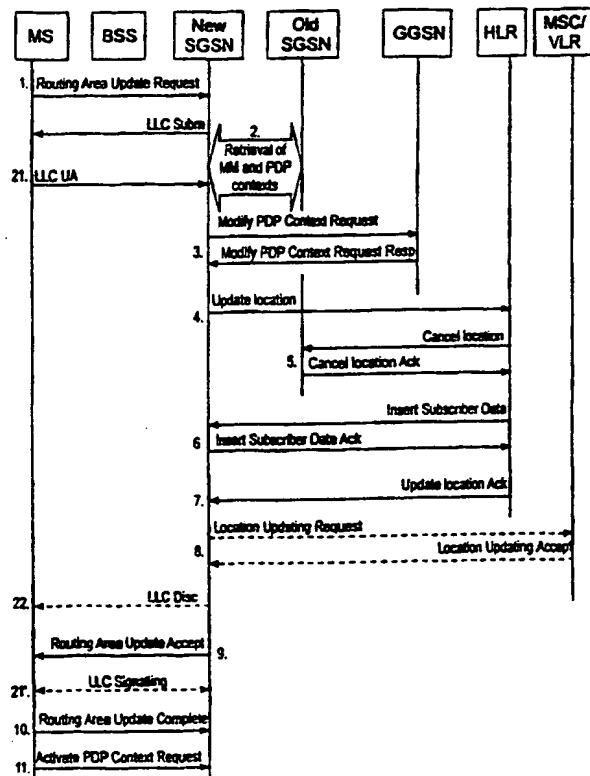 MS
BSS
New
SGSN
Old
SGSN
GGSN
HLR
MSC/
VLR
1. Routing Area Update Request
LLC Subm
2.
Retrieval of
MM and PDP
contexts
21. LLC UA
Modify PDP Context Request
3. Modify PDP Context Request Resp
Update location
4.
Cancel location
5. Cancel location Ack
Insert Subscriber Data
6 Insert Subscriber Data Ack
Update location Ack
7.
Location Updating Request
8. Location Updating Accept
22. LLC Disc
Routing Area Update Accept 9.
21'. LLC Signalling
10. Routing Area Update Complete
11. Activate PDP Context Request